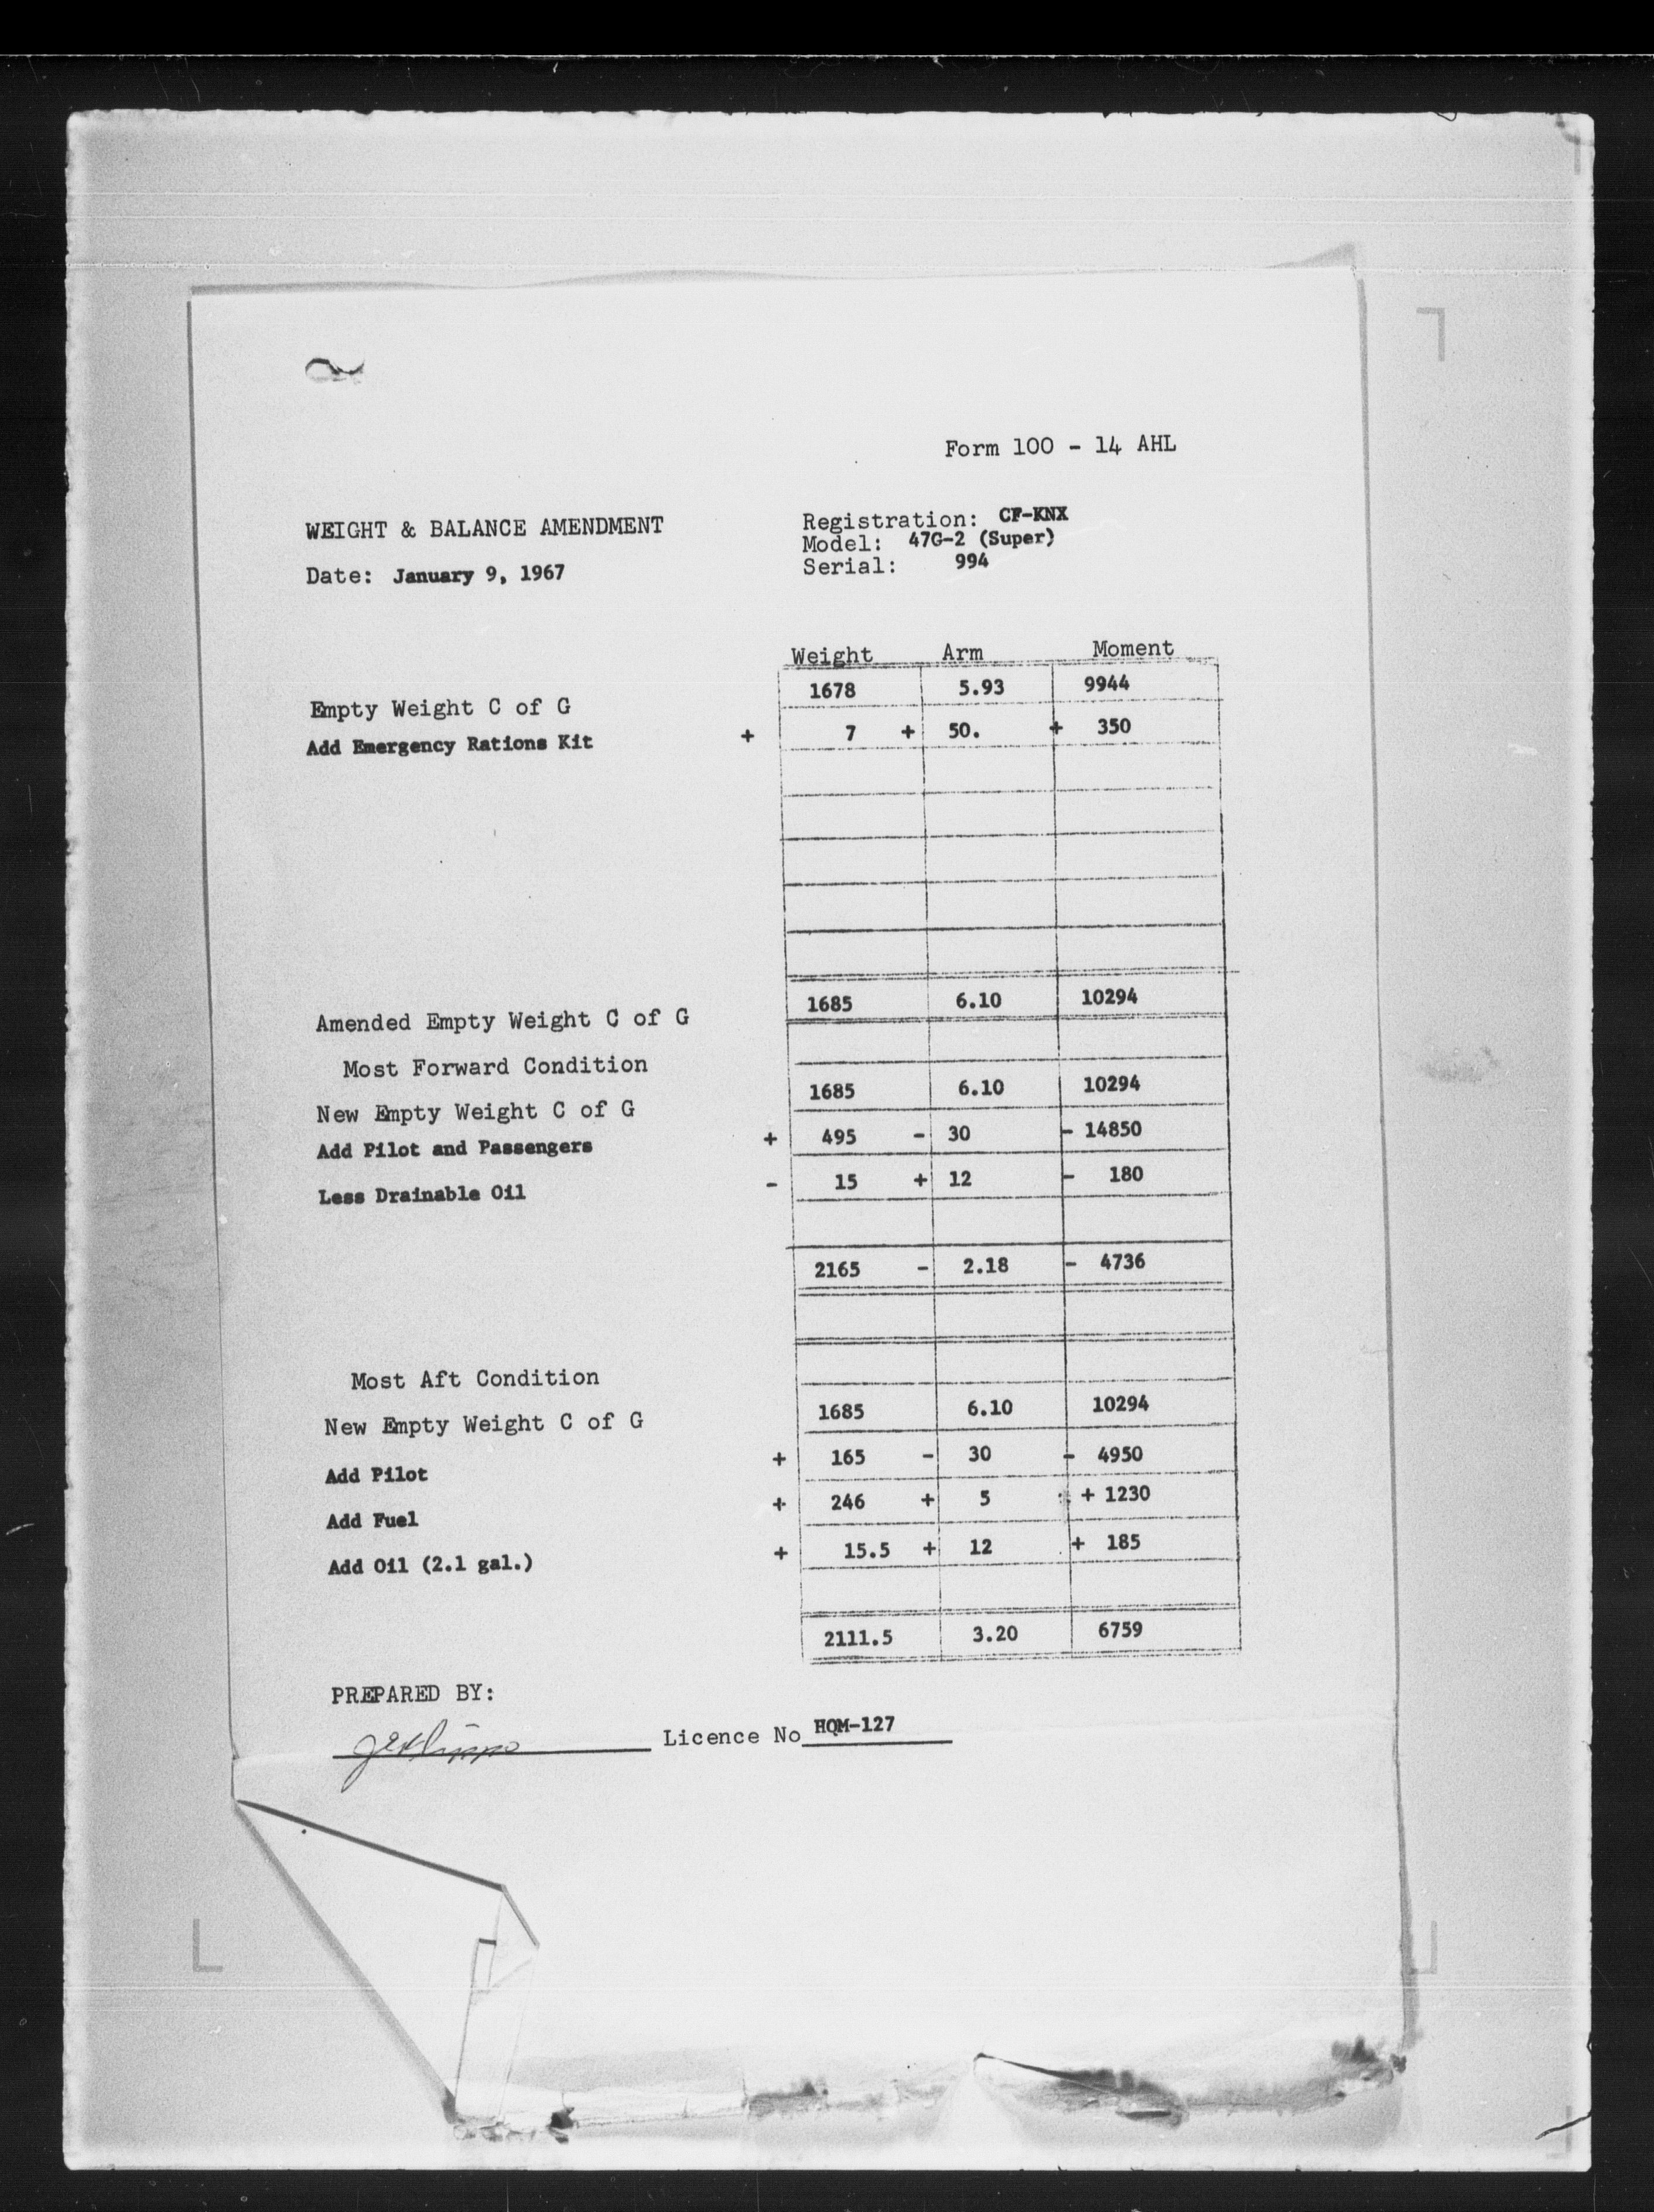 Form 100 - 14 AHL
WEIGHT & BALANCE AMENDMENT
Date: January 9, 1967
Registration: CF-KNX
Model: 47G-2 (Super)
Serial: 994
Weight Arm Moment
Empty Weight C of G 1678 5.93 9944
Add Emergency Rations Kit + 7 + 50. + 350
Amended Empty Weight C of G 1685 6.10 10294
Most Forward Condition
New Empty Weight C of G 1685 6.10 10294
Add Pilot and Passengers + 495 - 30 - 14850
Less Drainable Oil - 15 + 12 - 180
2165 - 2.18 - 4736
Most Aft Condition
New Empty Weight C of G 1685 6.10 10294
Add Pilot + 165 - 30 - 4950
Add Fuel + 246 + 5 + 1230
Add Oil (2.1 gal.) + 15.5 + 12 + 185
2111.5 3.20 6759
PREPARED BY:
Licence No HQM-127